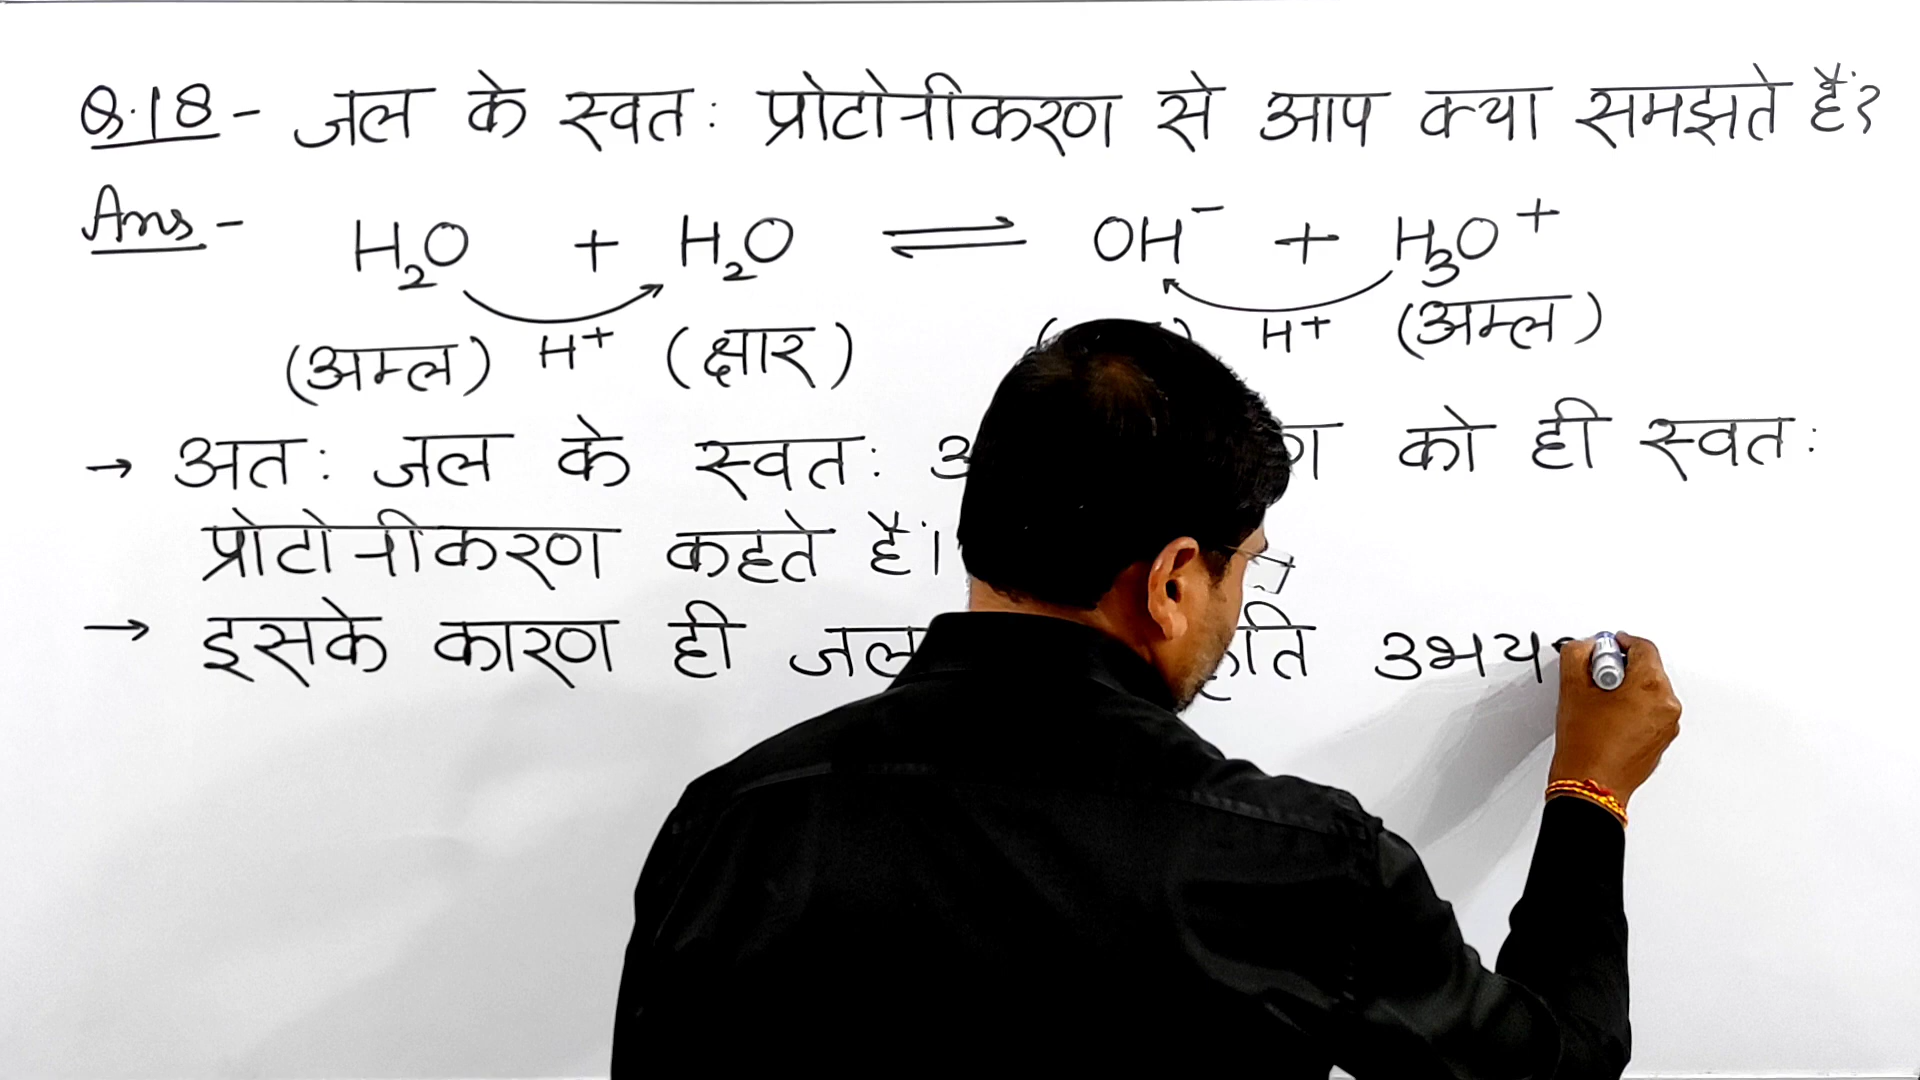 Q.18 - जल के स्वतः प्रोटोनीकरण से आप क्या समझते हैं?
Ans - H₂O + H₂O ⇌ OH⁻ + H₃O⁺
(अम्ल) H⁺ (क्षार) H⁺ (अम्ल)
→ अतः जल के स्वतः को ही स्वतः
प्रोटोनीकरण कहते हैं।
→ इसके कारण ही जल